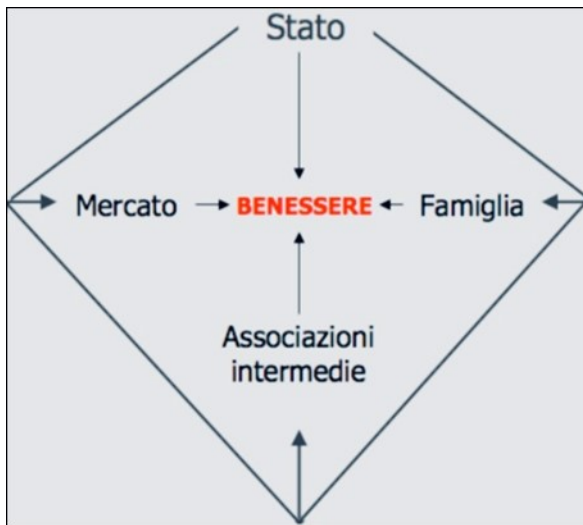 Stato
Mercato
BENESSERE
Famiglia
Associazioni
intermedie